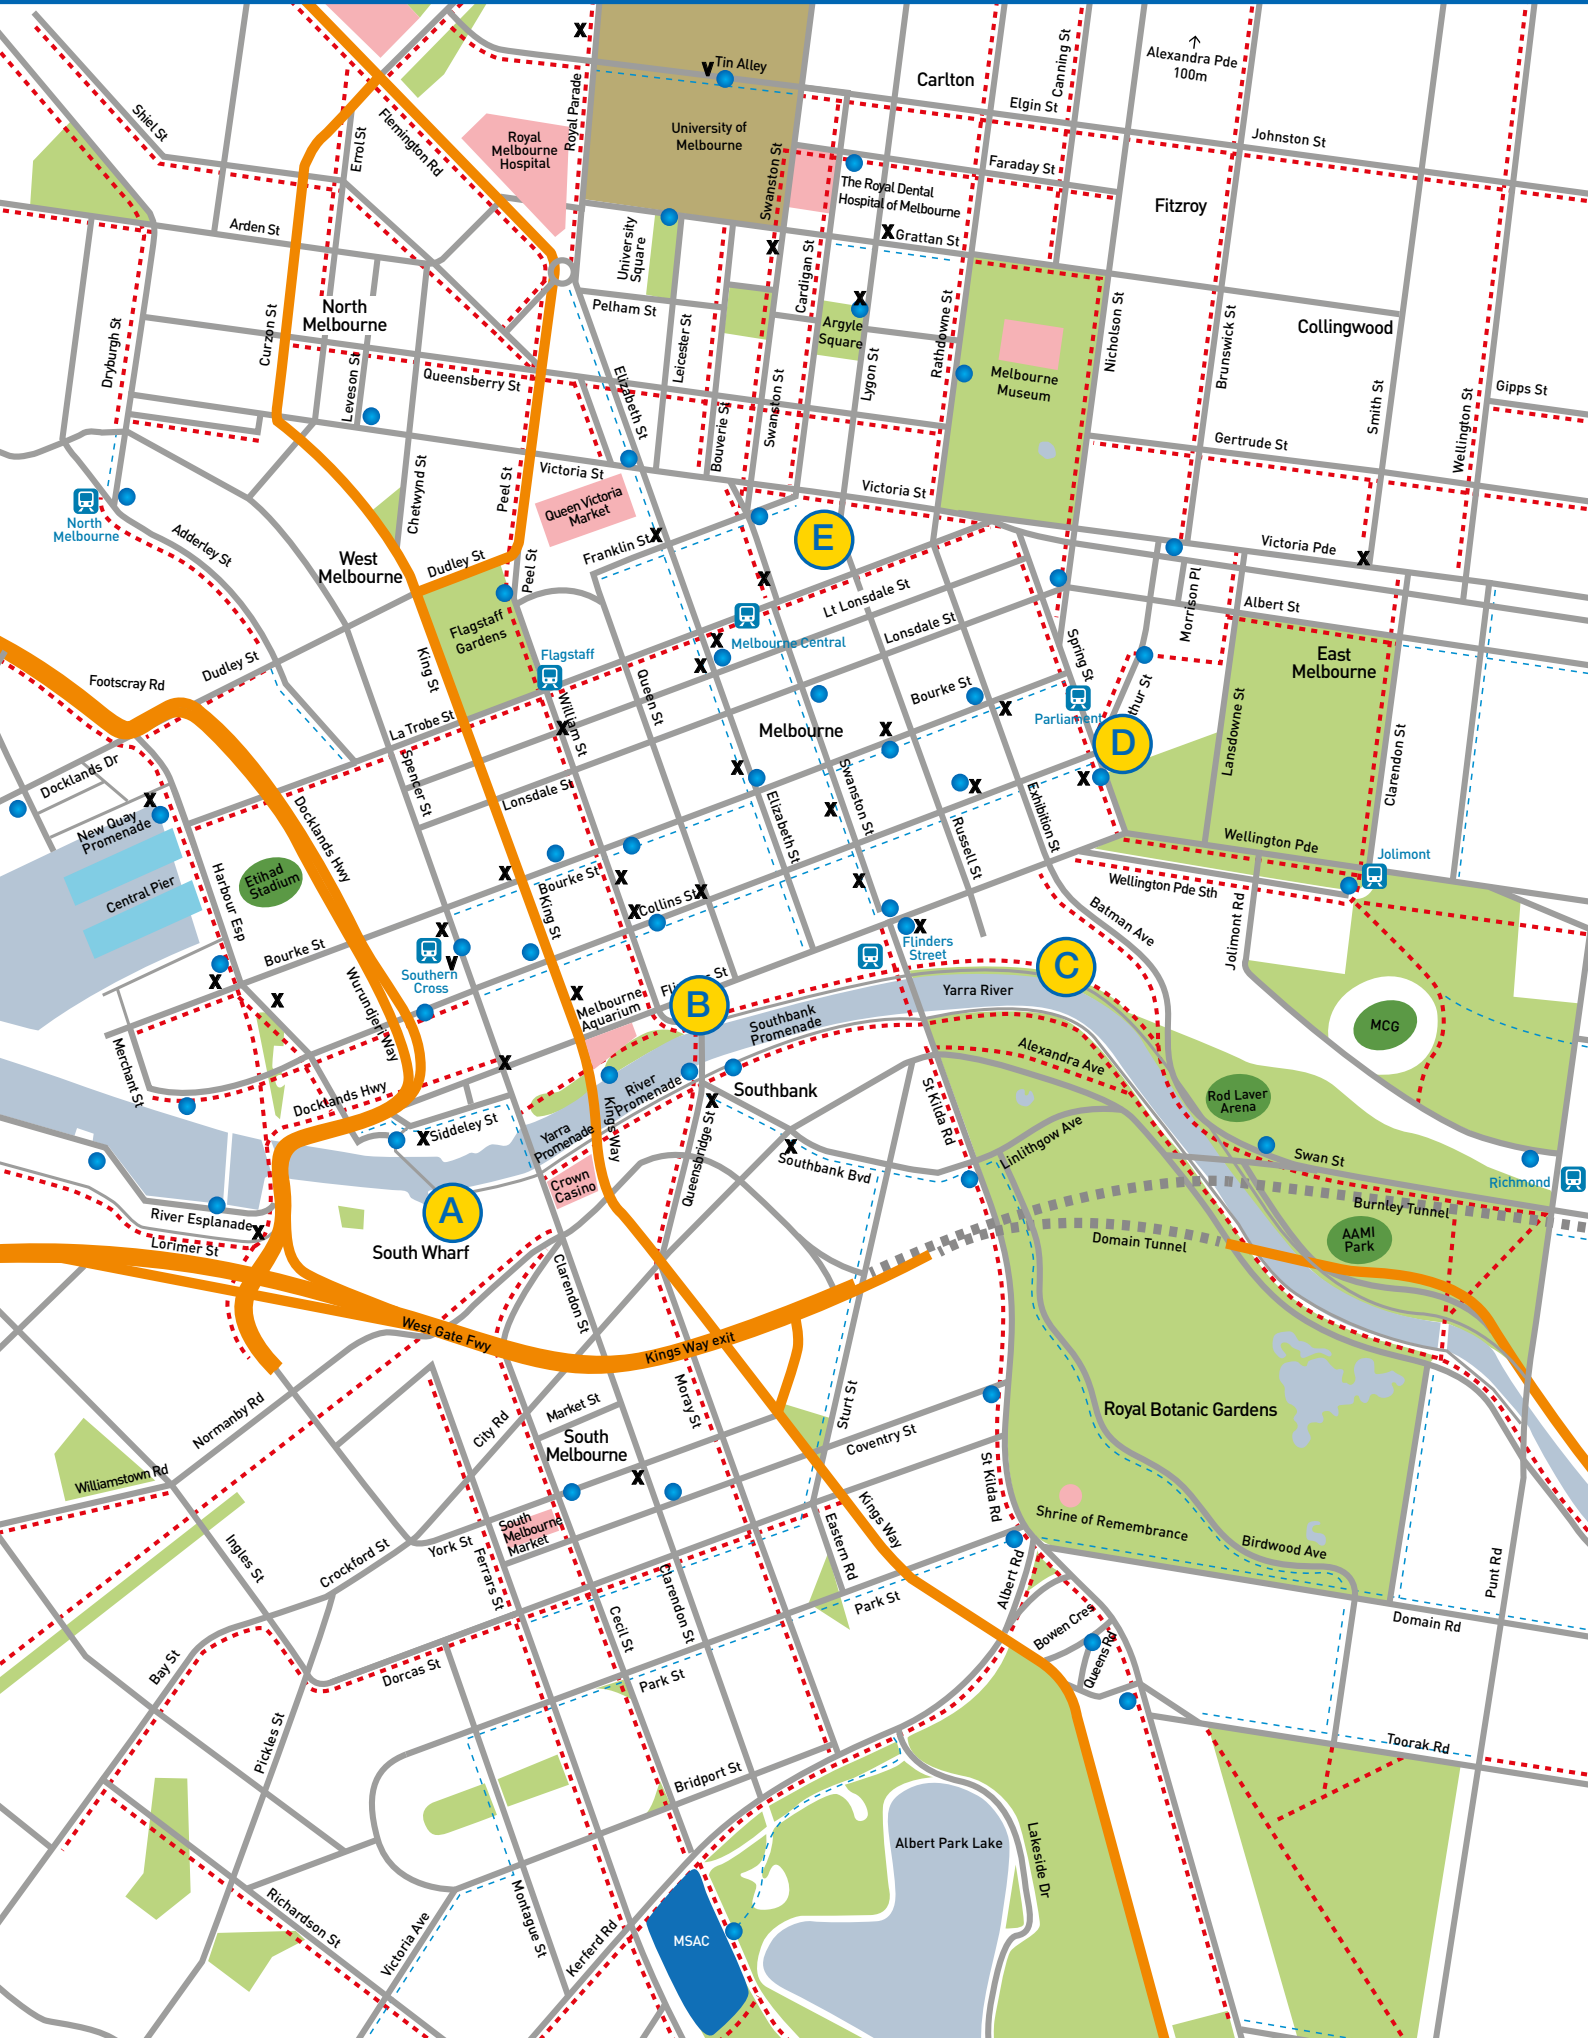 Tin Alley
Carlton
Canning St
Alexandra Pde
100m
Elgin St
Johnston St
Shiel St
Errol St
Flemington Rd
Royal
Melbourne
Hospital
Royal Parade
University of
Melbourne
Swanston St
Faraday St
The Royal Dental
Hospital of Melbourne
Fitzroy
Arden St
University
Square
Grattan St
Cardigan St
North
Melbourne
Pelham St
Argyle
Square
Rathdowne St
Nicholson St
Brunswick St
Collingwood
Dryburgh St
Curzon St
Leveson St
Queensberry St
Elizabeth St
Leicester St
Bouverie St
Swanston St
Lygon St
Melbourne
Museum
Smith St
Wellington St
Gipps St
Gertrude St
Chetwynd St
Peel St
Victoria St
Queen Victoria
Market
Victoria St
North
Melbourne
Adderley St
West
Melbourne
Dudley St
Peel St
Franklin St
E
Victoria Pde
Flagstaff
Gardens
Lt Lonsdale St
Lonsdale St
Morrison Pl
Albert St
Melbourne Central
Flagstaff
Spring St
East
Melbourne
Dudley St
Footscray Rd
King St
Queen St
William St
Bourke St
Parliament
thur St
Lansdowne St
Clarendon St
La Trobe St
Melbourne
D
Docklands Dr
Spencer St
Lonsdale St
Swanston St
Elizabeth St
Exhibition St
Russell St
New Quay
Promenade
Docklands Hwy
Wellington Pde
Jolimont
Central Pier
Harbour Esp
Etihad
Stadium
Bourke St
King St
Collins St
Wellington Pde Sth
Batman Ave
Jolimont Rd
Bourke St
Southern
Cross
Flinders
Street
Wurundjeri Way
Melbourne
Aquarium
B
C
Yarra River
Southbank
Promenade
MCG
Merchant St
Docklands Hwy
River
Promenade
Southbank
Alexandra Ave
St Kilda Rd
Rod Laver
Arena
Siddeley St
Yarra
Promenade
Kings Way
Queensbridge St
Southbank Blvd
Linlithgow Ave
Swan St
Richmond
Crown
Casino
A
South Wharf
River Esplanade
Lorimer St
Burnley Tunnel
Domain Tunnel
AAMI
Park
Clarendon St
West Gate Fwy
Kings Way exit
Normanby Rd
City Rd
Market St
South
Melbourne
Moray St
Sturt St
Coventry St
Royal Botanic Gardens
Williamstown Rd
St Kilda Rd
Shrine of Remembrance
Birdwood Ave
Ingles St
Crockford St
York St
South
Melbourne
Market
Ferrars St
Clarendon St
Eastern Rd
Kings Way
Albert Rd
Punt Rd
Cecil St
Park St
Bowen Cres
Queens Rd
Domain Rd
Bay St
Dorcas St
Park St
Pickles St
Bridport St
Toorak Rd
Albert Park Lake
Lakeside Dr
Richardson St
Victoria Ave
Montague St
Kerferd Rd
MSAC